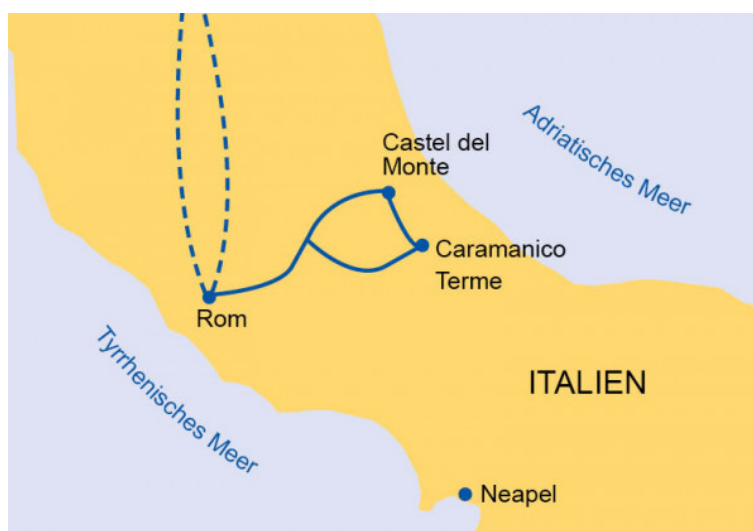 Adriatisches Meer
Castel del
Monte
Caramanico
Terme
Rom
Tyrrhenisches Meer
ITALIEN
Neapel